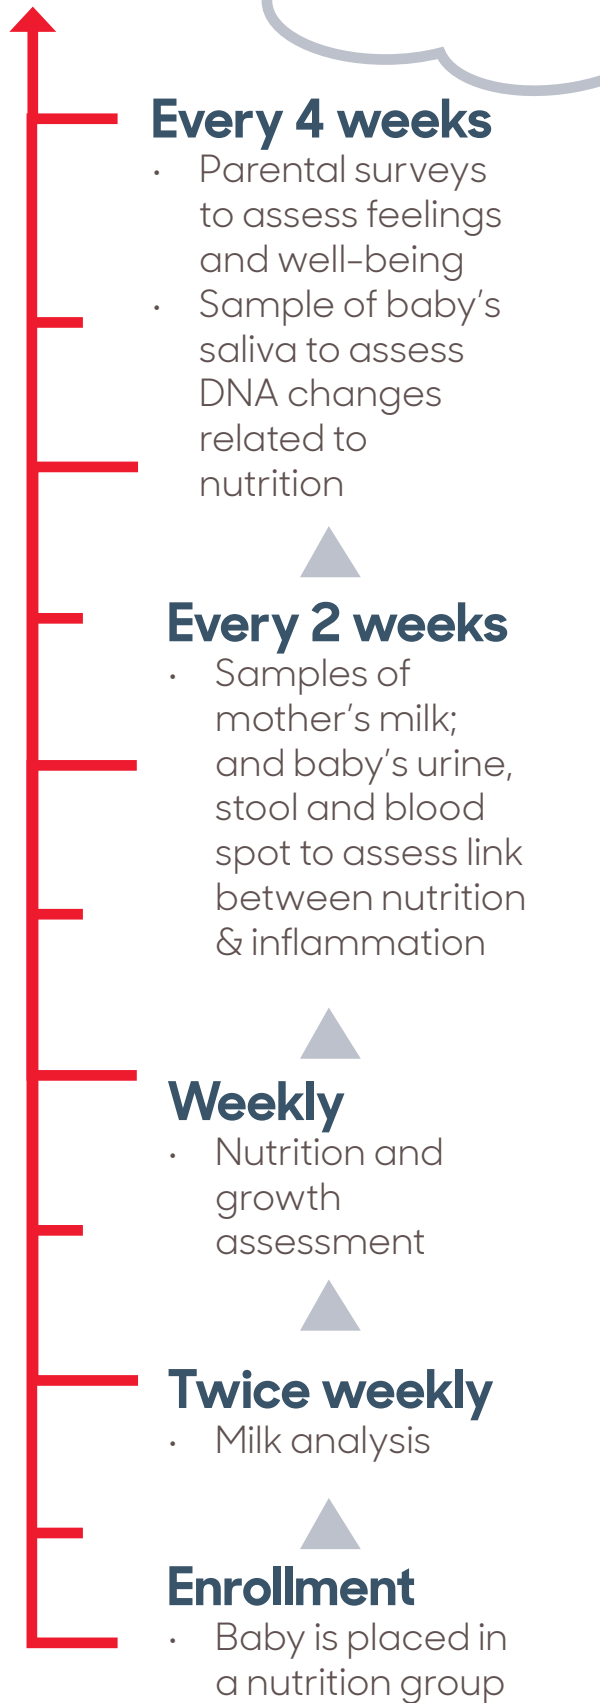 Every 4 weeks
· Parental surveys
to assess feelings
and well-being
· Sample of baby's
saliva to assess
DNA changes
related to
nutrition
Every 2 weeks
· Samples of
mother's milk;
and baby's urine,
stool and blood
spot to assess link
between nutrition
& inflammation
Weekly
· Nutrition and
growth
assessment
Twice weekly
· Milk analysis
Enrollment
· Baby is placed in
a nutrition group